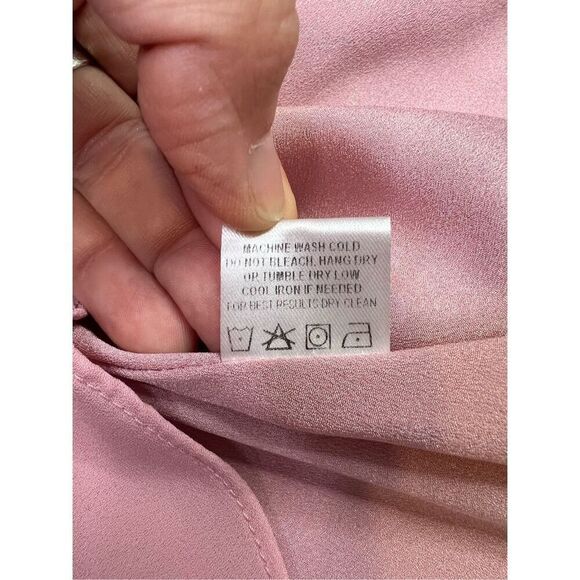 MACHINE WASH COLD
DO NOT BLEACH, HANG DRY
OR TUMBLE DRY LOW
COOL IRON IF NEEDED
FOR BEST RESULTS DRY CLEAN